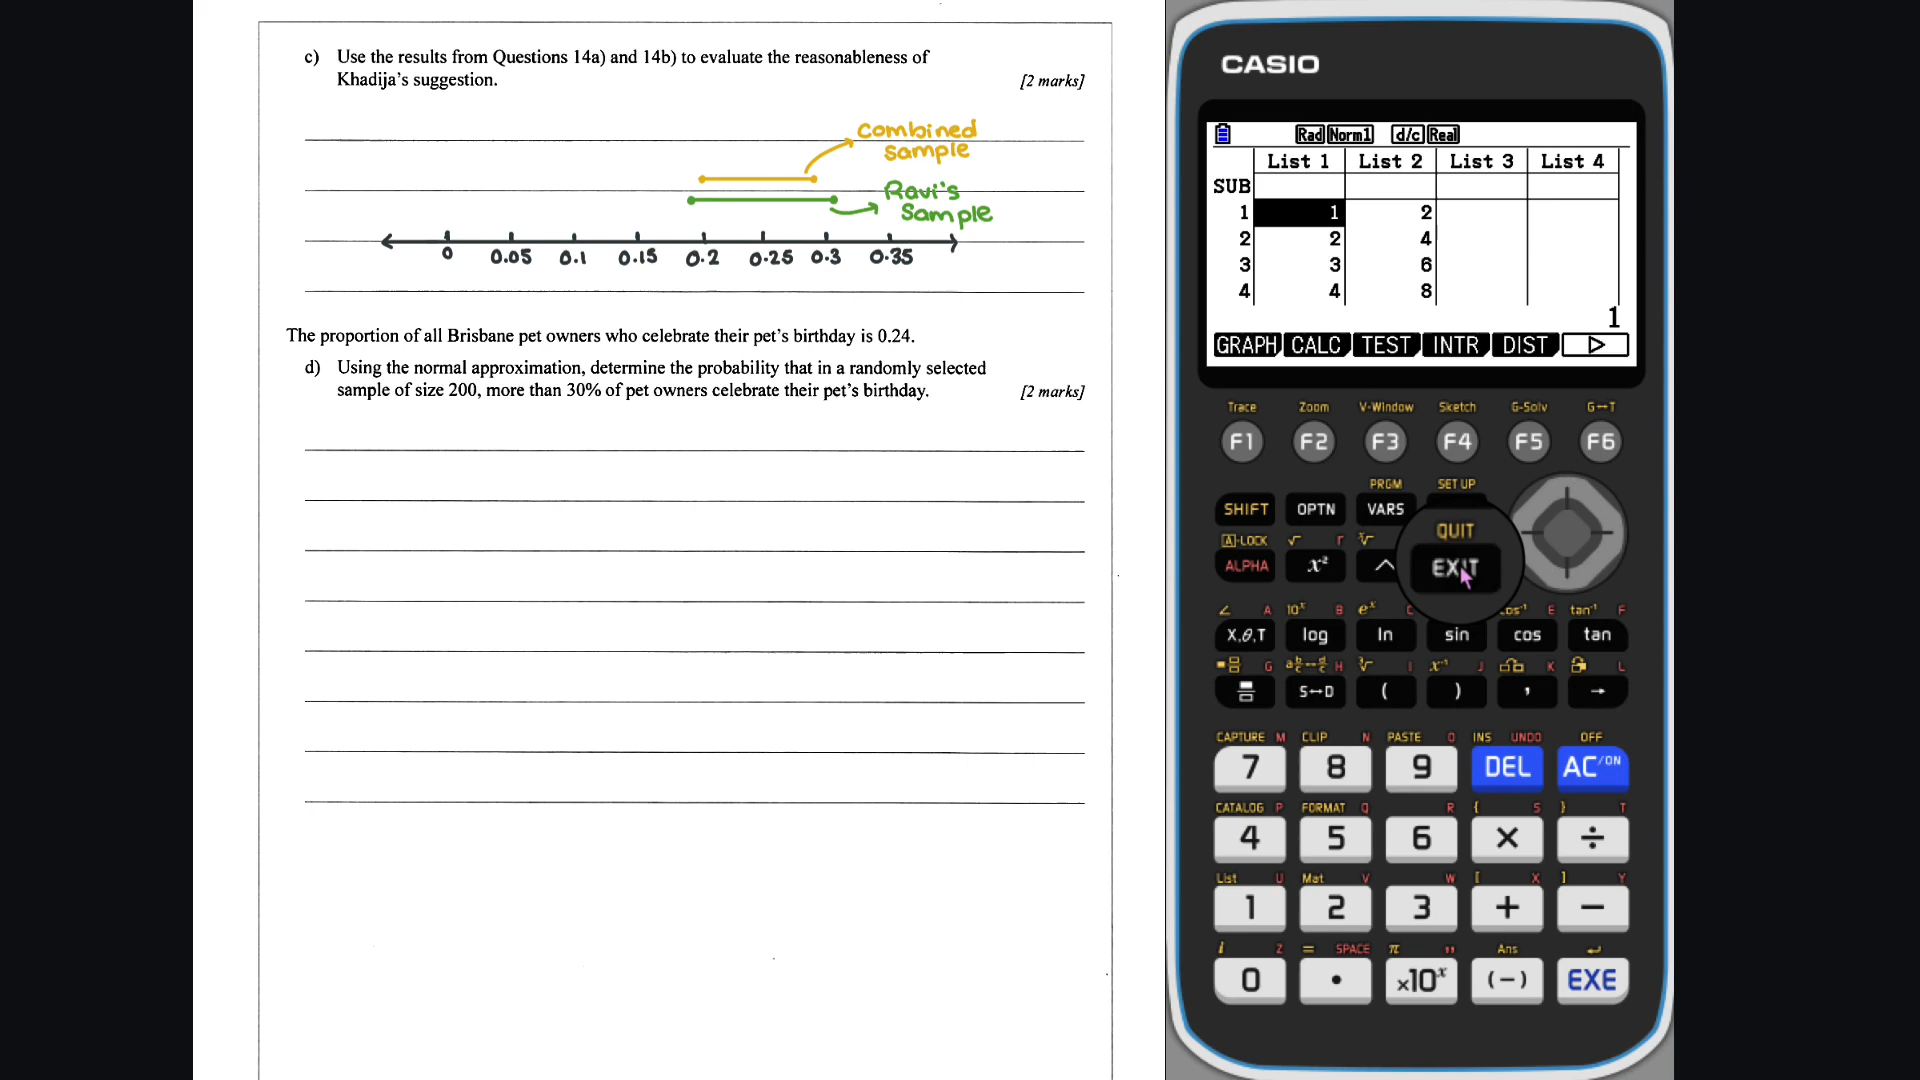 c) Use the results from Questions 14a) and 14b) to evaluate the reasonableness of
Khadija's suggestion. [2 marks]
Combined
sample
Ravi's
Sample
0 0.05 0.1 0.15 0.2 0.25 0.3 0.35
The proportion of all Brisbane pet owners who celebrate their pet's birthday is 0.24.
d) Using the normal approximation, determine the probability that in a randomly selected
sample of size 200, more than 30% of pet owners celebrate their pet's birthday. [2 marks]
CASIO
Rad Norm1 d/c Real
List 1 List 2 List 3 List 4
SUB
1 1 2
2 2 4
3 3 6
4 4 8
1
GRAPH CALC TEST INTR DIST
Trace Zoom V-Window Sketch G-Solv G↔T
F1 F2 F3 F4 F5 F6
PRGM SET UP
SHIFT OPTN VARS
QUIT
A-LOCK √ r
ALPHA x² ^ EXIT
∠ A 10ˣ B eˣ C cos⁻¹ E tan⁻¹ F
X,θ,T log ln sin cos tan
G H I x⁻¹ J K L
S↔D ( ) , →
CAPTURE M CLIP N PASTE O INS UNDO OFF
7 8 9 DEL AC/ON
CATALOG P FORMAT Q R { S } T
4 5 6 × ÷
List U Mat V W [ X ] Y
1 2 3 + −
i Z = SPACE π " Ans
0 • ×10ˣ (−) EXE